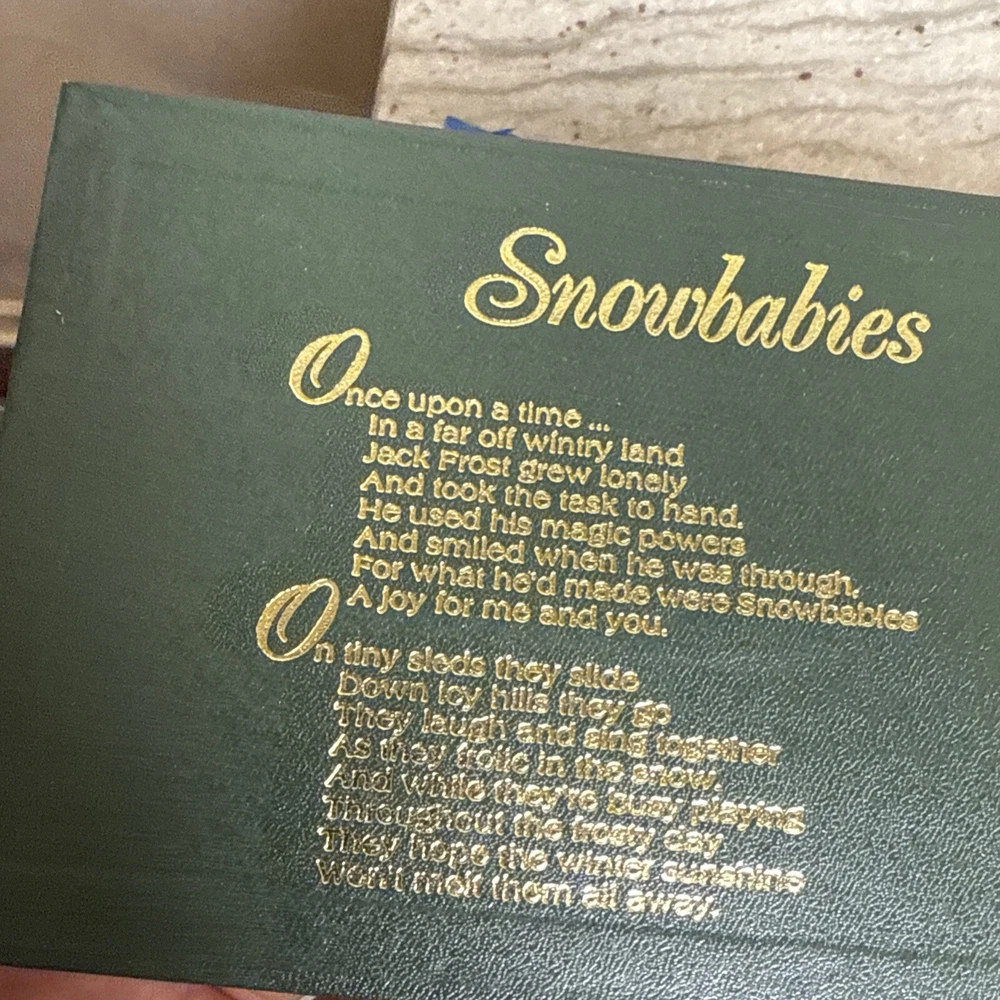 Snowbabies
Once upon a time ...
In a far off wintry land
Jack Frost grew lonely
And took the task to hand.
He used his magic powers
And smiled when he was through.
For what he'd made were Snowbabies
A joy for me and you.
On tiny sleds they slide
Down icy hills they go
They laugh and sing together
As they frolic in the snow.
And while they're busy playing
Throughout the frosty day
They hope the winter sunshine
Won't melt them all away.